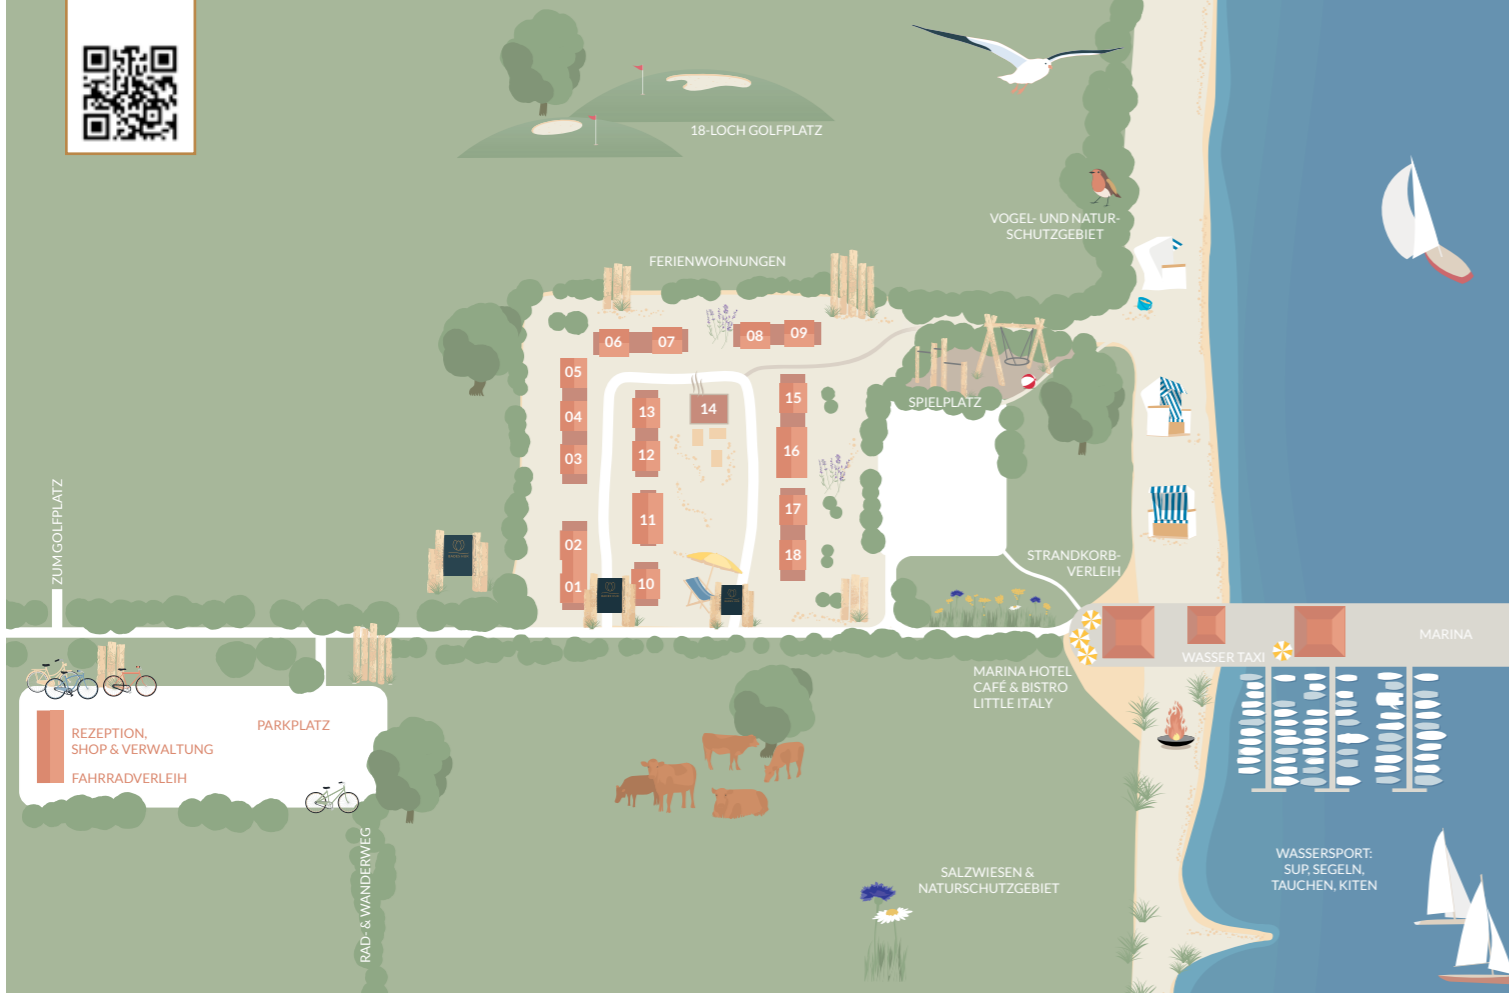 18-LOCH GOLFPLATZ
VOGEL- UND NATUR-
SCHUTZGEBIET
FERIENWOHNUNGEN
06
07
08
09
05
04
03
02
01
13
12
11
10
14
15
16
17
18
SPIELPLATZ
ZUM GOLFPLATZ
STRANDKORB-
VERLEIH
MARINA
WASSER TAXI
MARINA HOTEL
CAFÉ & BISTRO
LITTLE ITALY
PARKPLATZ
REZEPTION,
SHOP & VERWALTUNG
FAHRRADVERLEIH
RAD- & WANDERWEG
SALZWIESEN &
NATURSCHUTZGEBIET
WASSERSPORT:
SUP, SEGELN,
TAUCHEN, KITEN